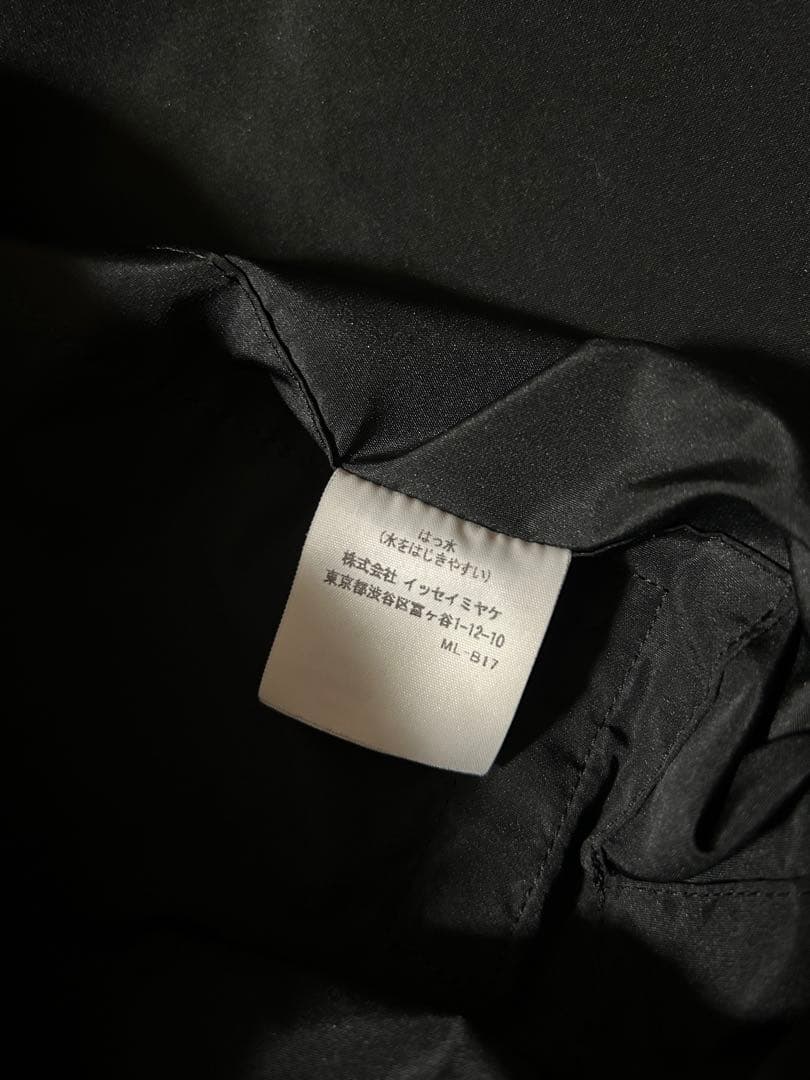 はっ水
(水をはじきやすい)
株式会社 イッセイミヤケ
東京都渋谷区冨ヶ谷1-12-10
ML-B17